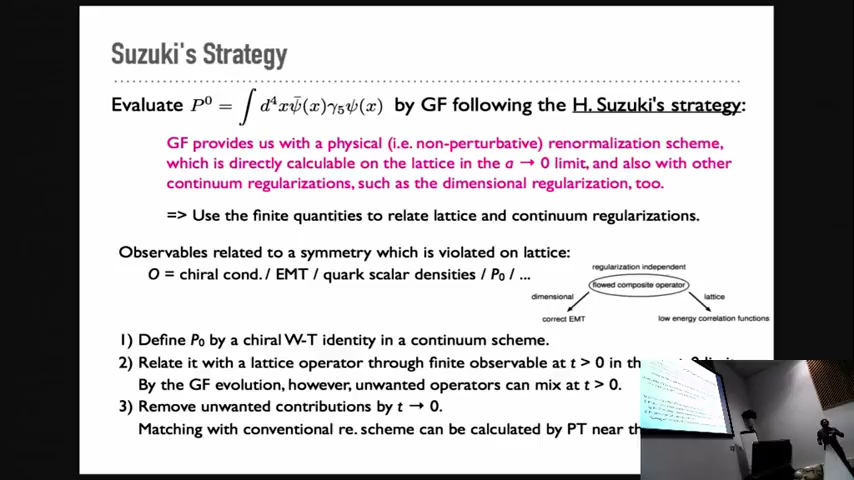 Suzuki's Strategy
Evaluate P⁰ = ∫ d⁴x ψ̄(x)γ₅ψ(x) by GF following the H. Suzuki's strategy:
GF provides us with a physical (i.e. non-perturbative) renormalization scheme,
which is directly calculable on the lattice in the a → 0 limit, and also with other
continuum regularizations, such as the dimensional regularization, too.
=> Use the finite quantities to relate lattice and continuum regularizations.
Observables related to a symmetry which is violated on lattice:
O = chiral cond. / EMT / quark scalar densities / P₀ / ...
regularization independent
flowed composite operator
dimensional
lattice
correct EMT
low energy correlation functions
1) Define P₀ by a chiral W-T identity in a continuum scheme.
2) Relate it with a lattice operator through finite observable at t > 0 in the
By the GF evolution, however, unwanted operators can mix at t > 0.
3) Remove unwanted contributions by t → 0.
Matching with conventional re. scheme can be calculated by PT near